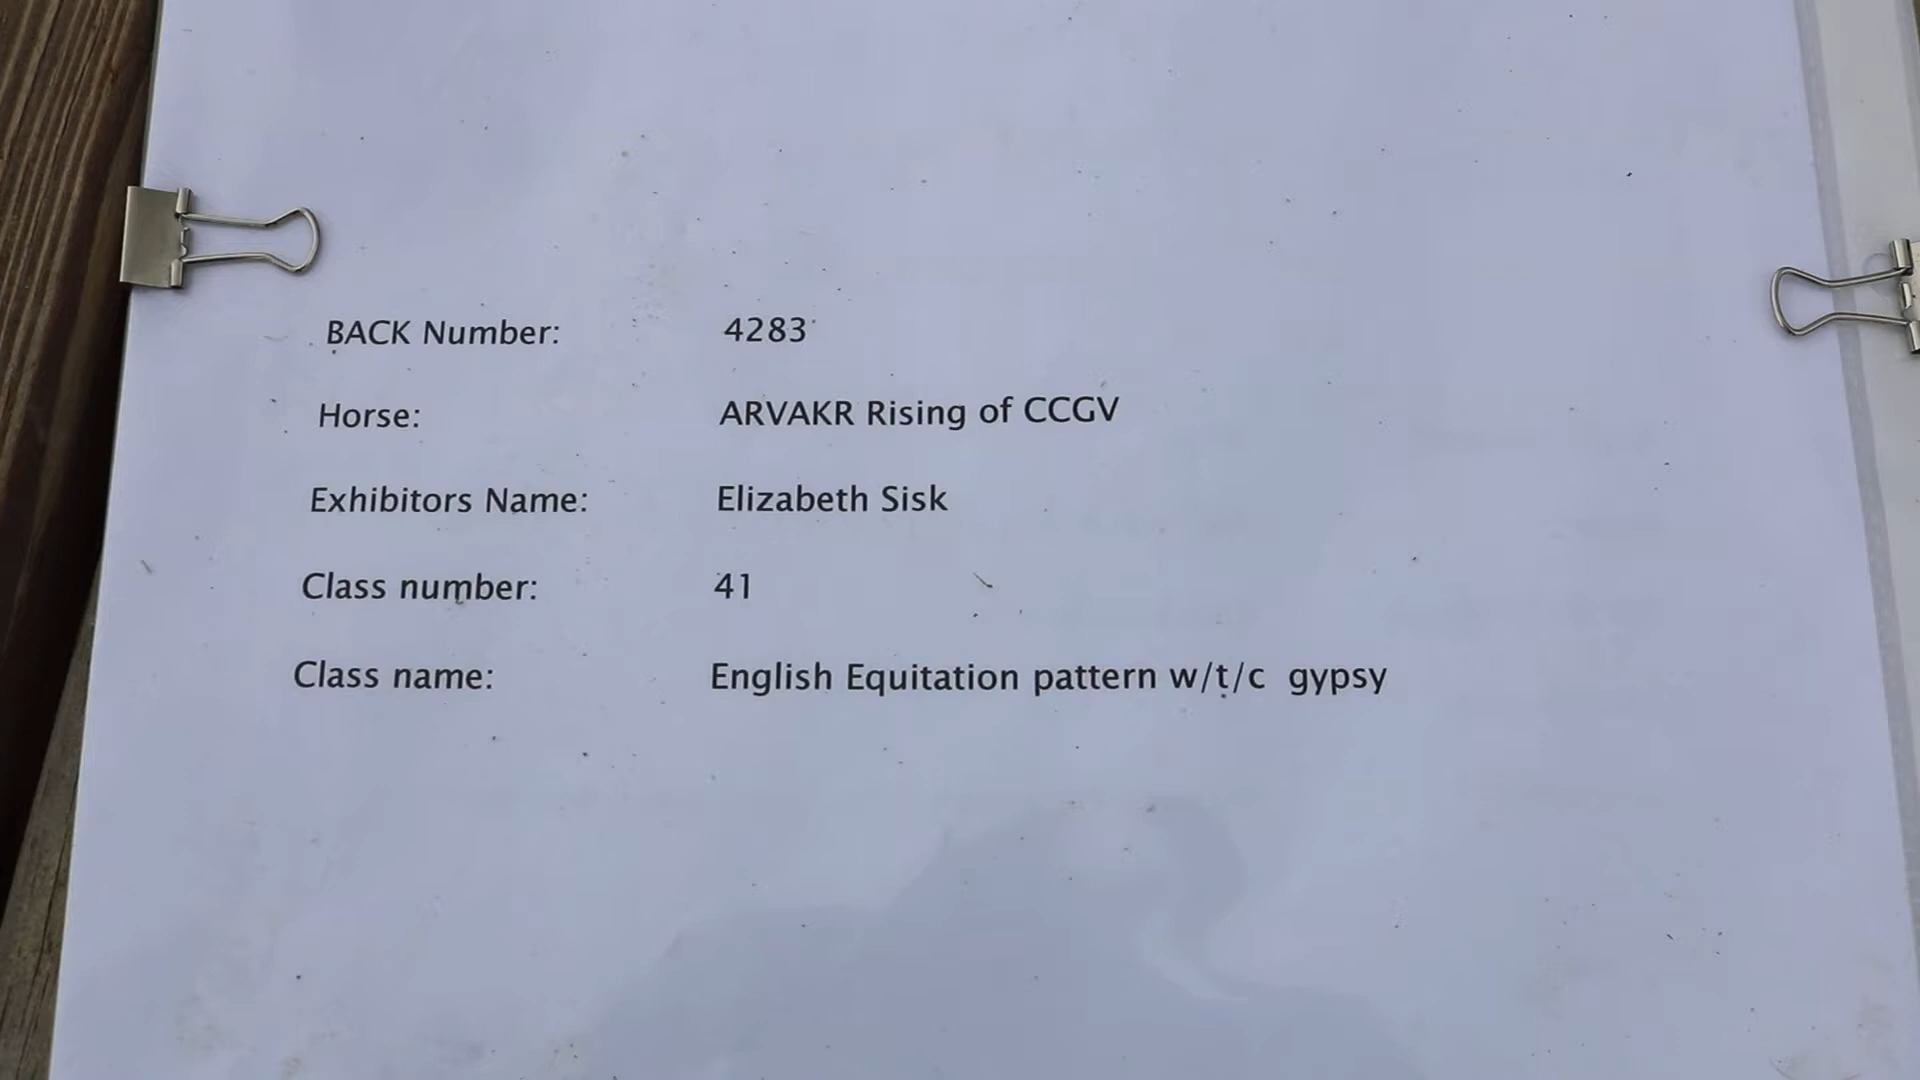 BACK Number: 4283
Horse: ARVAKR Rising of CCGV
Exhibitors Name: Elizabeth Sisk
Class number: 41
Class name: English Equitation pattern w/t/c gypsy